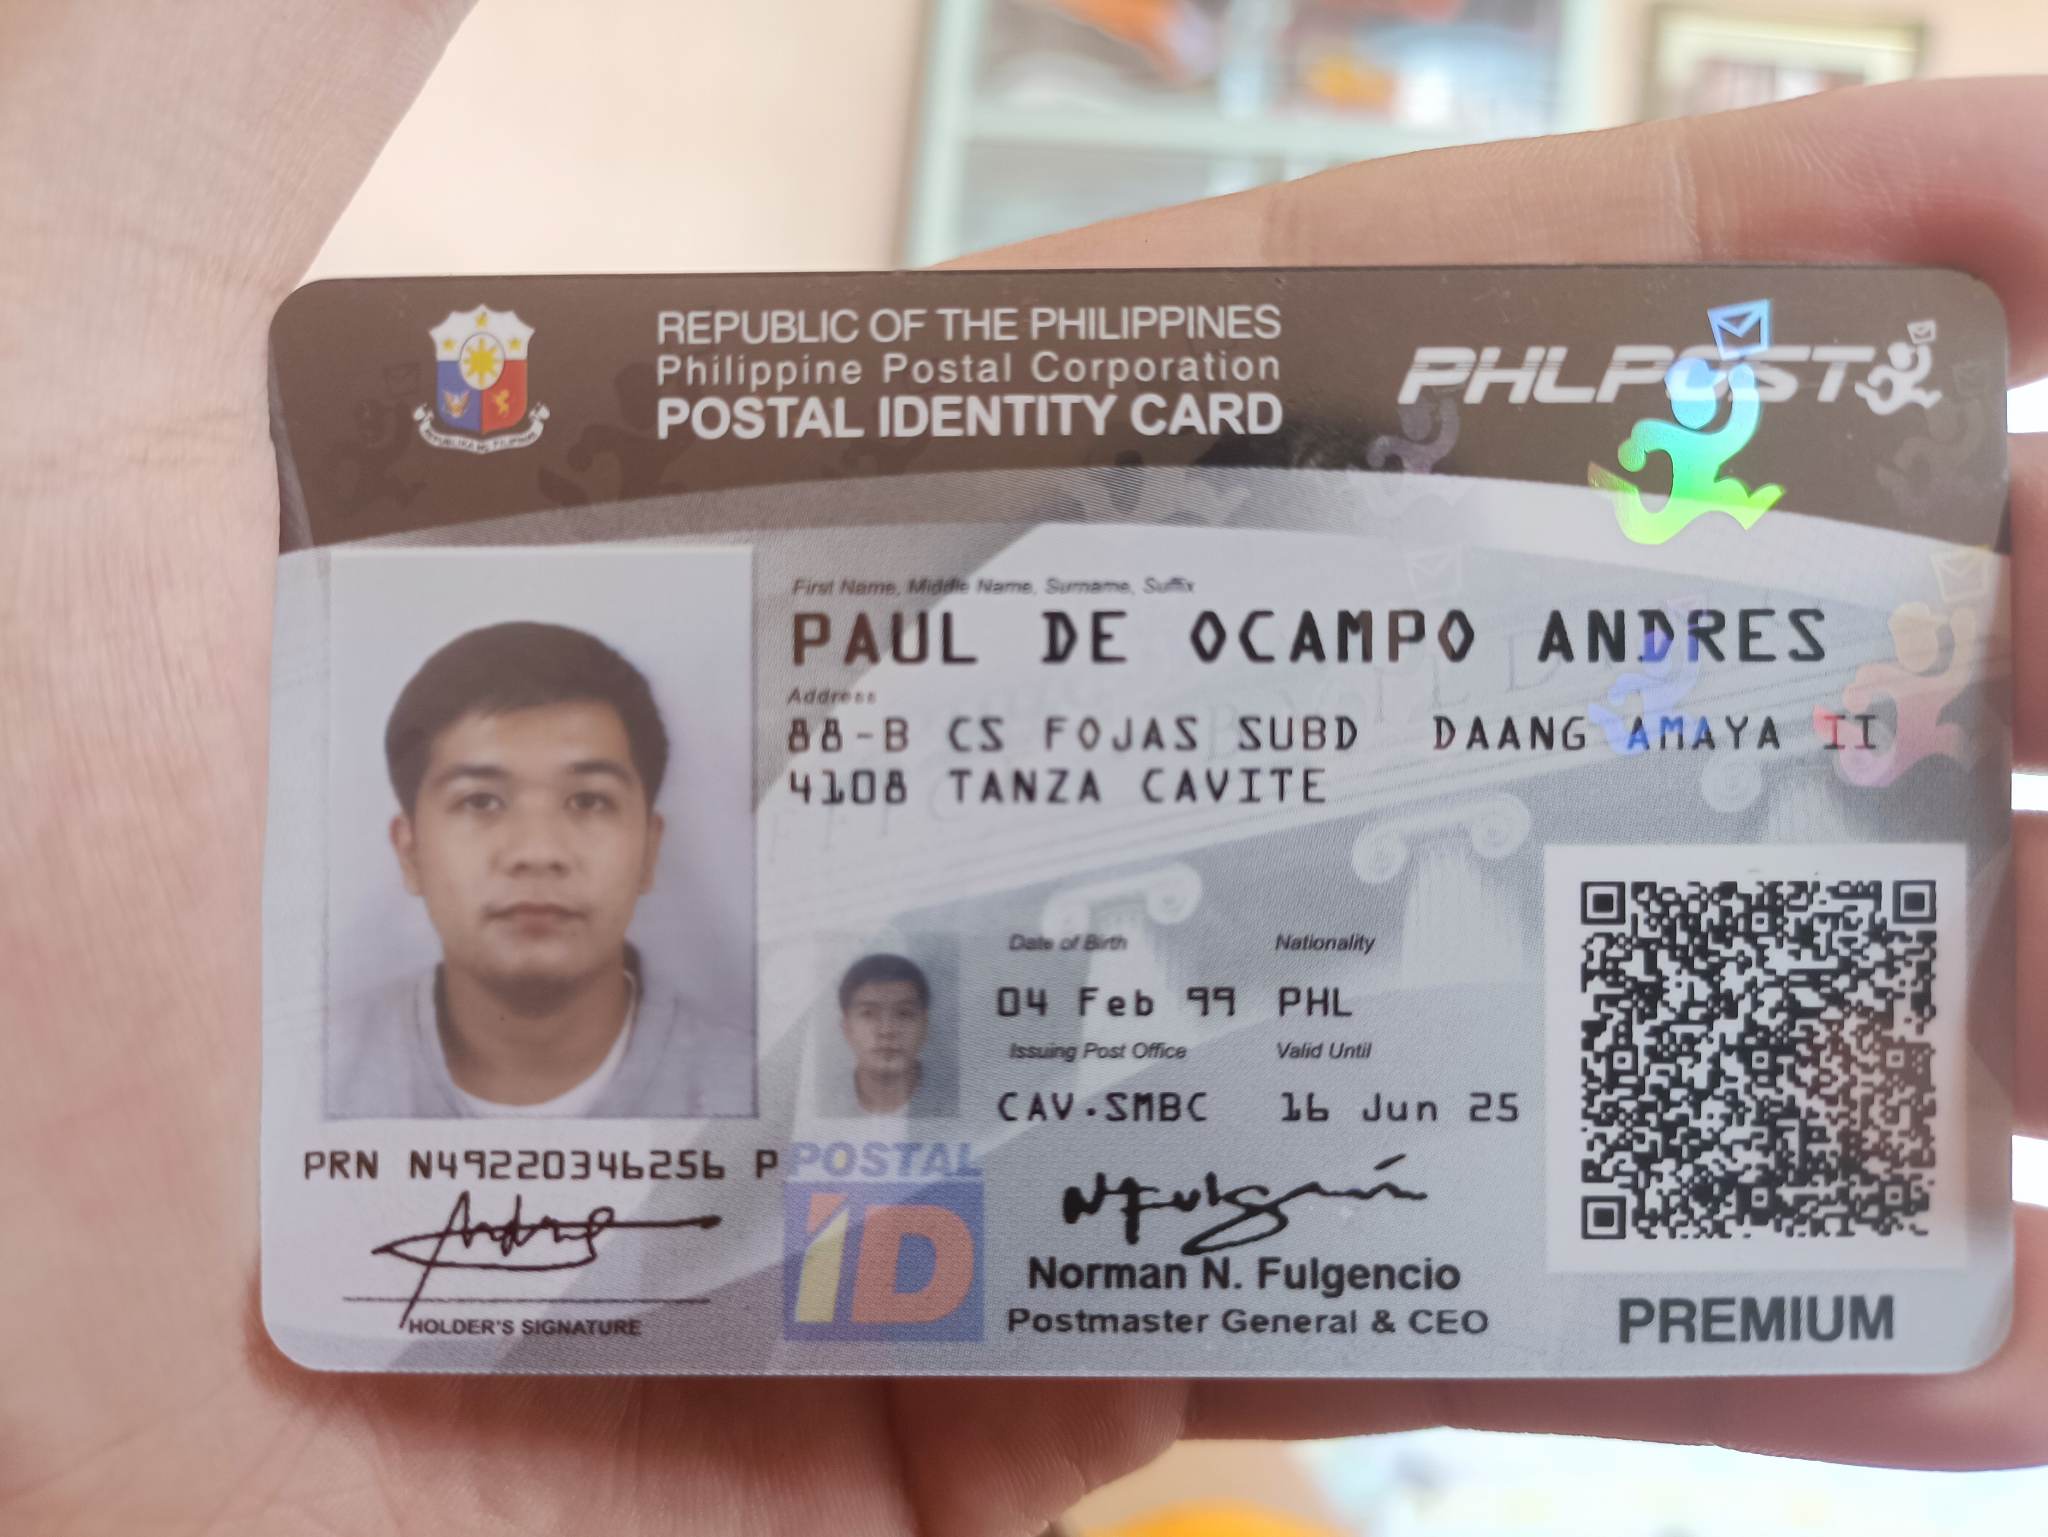 REPUBLIC OF THE PHILIPPINES
Philippine Postal Corporation
POSTAL IDENTITY CARD
PHLPOST
First Name, Middle Name, Surname, Suffix
PAUL DE OCAMPO ANDRES
Address
88-B CS FOJAS SUBD DAANG AMAYA II
4108 TANZA CAVITE
Date of Birth Nationality
04 Feb 99 PHL
Issuing Post Office Valid Until
CAV.SMBC 16 Jun 25
PRN N49220346256 P
HOLDER'S SIGNATURE
POSTAL
iD
Norman N. Fulgencio
Postmaster General & CEO
PREMIUM